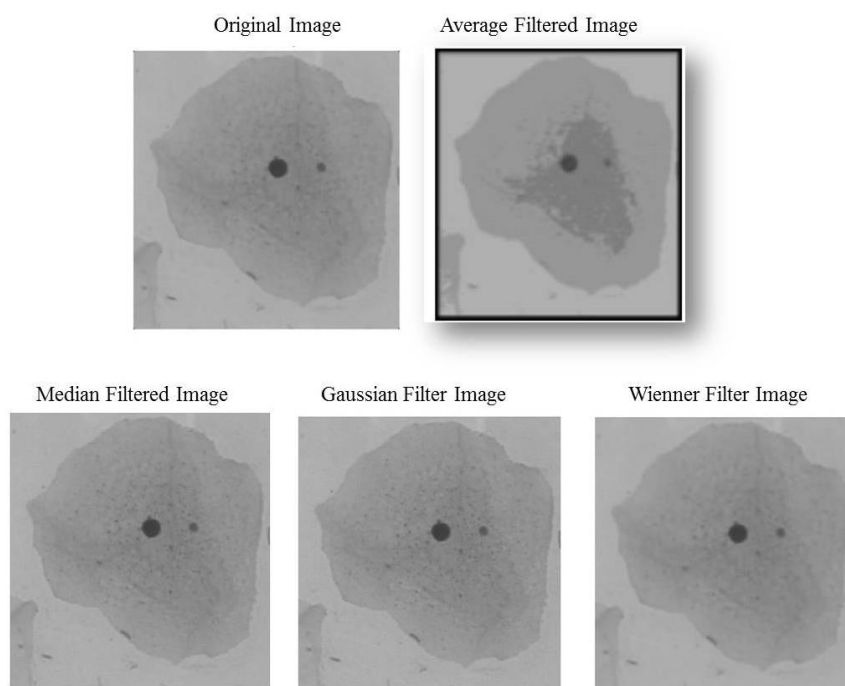 Original Image
Average Filtered Image
Median Filtered Image
Gaussian Filter Image
Wienner Filter Image